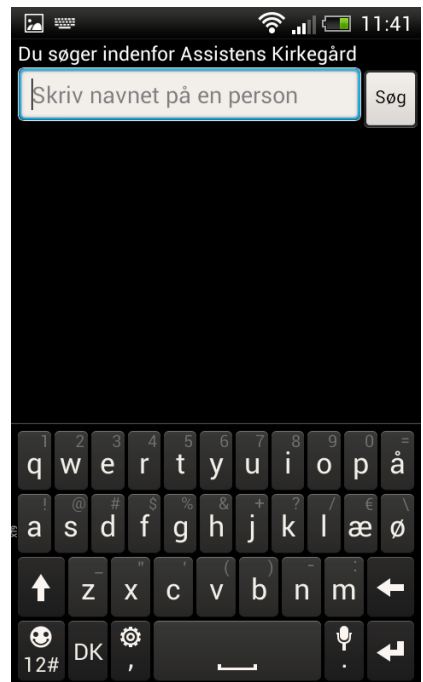 11:41
Du søger indenfor Assistens Kirkegård
Skriv navnet på en person
Søg
1 2 3 4 5 6 7 8 9 0 =
q w e r t y u i o p å
! @ # $ % & + ? / € \
a s d f g h j k l æ ø
_ " ' ( ) - :
z x c v b n m
12# DK , .